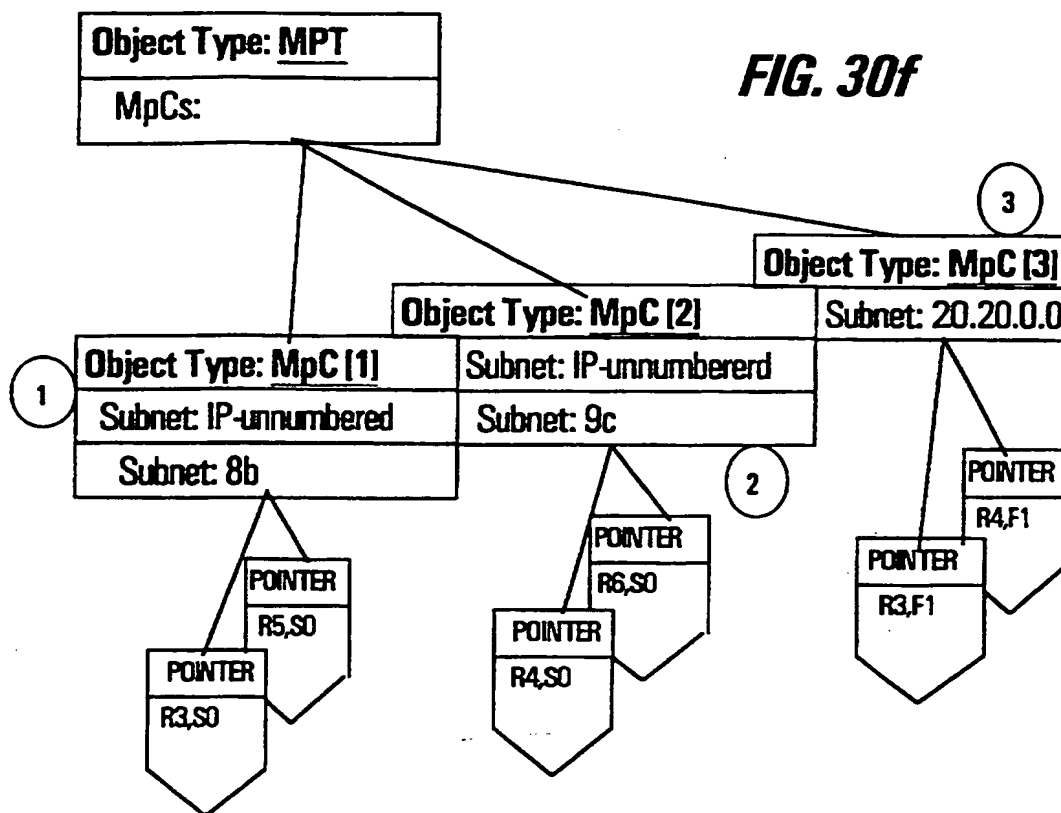 Object Type: MPT
MpCs:
FIG. 30f
3
Object Type: MpC [3]
Subnet: 20.20.0.0
Object Type: MpC [2]
Subnet: IP-unnumbererd
Subnet: 9c
2
1
Object Type: MpC [1]
Subnet: IP-unnumbered
Subnet: 8b
POINTER
R5,S0
POINTER
R3,S0
POINTER
R6,S0
POINTER
R4,S0
POINTER
R4,F1
POINTER
R3,F1